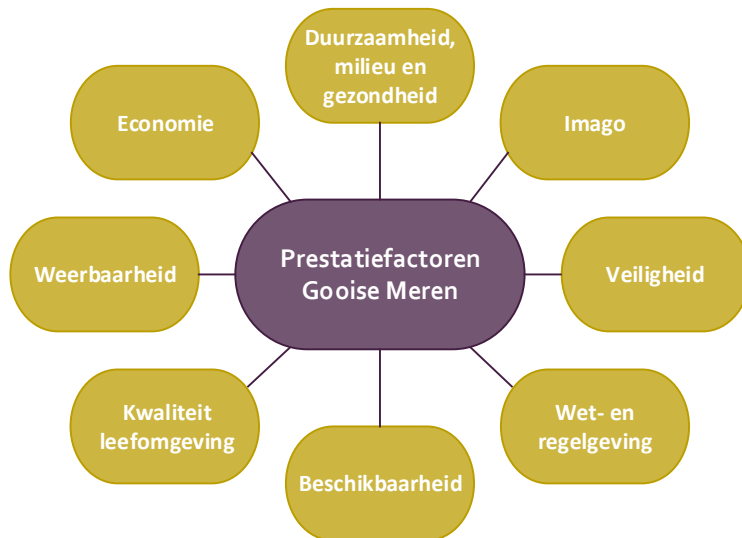 Duurzaamheid,
milieu en
gezondheid
Economie
Imago
Prestatiefactoren
Gooise Meren
Weerbaarheid
Veiligheid
Kwaliteit
leefomgeving
Wet- en
regelgeving
Beschikbaarheid